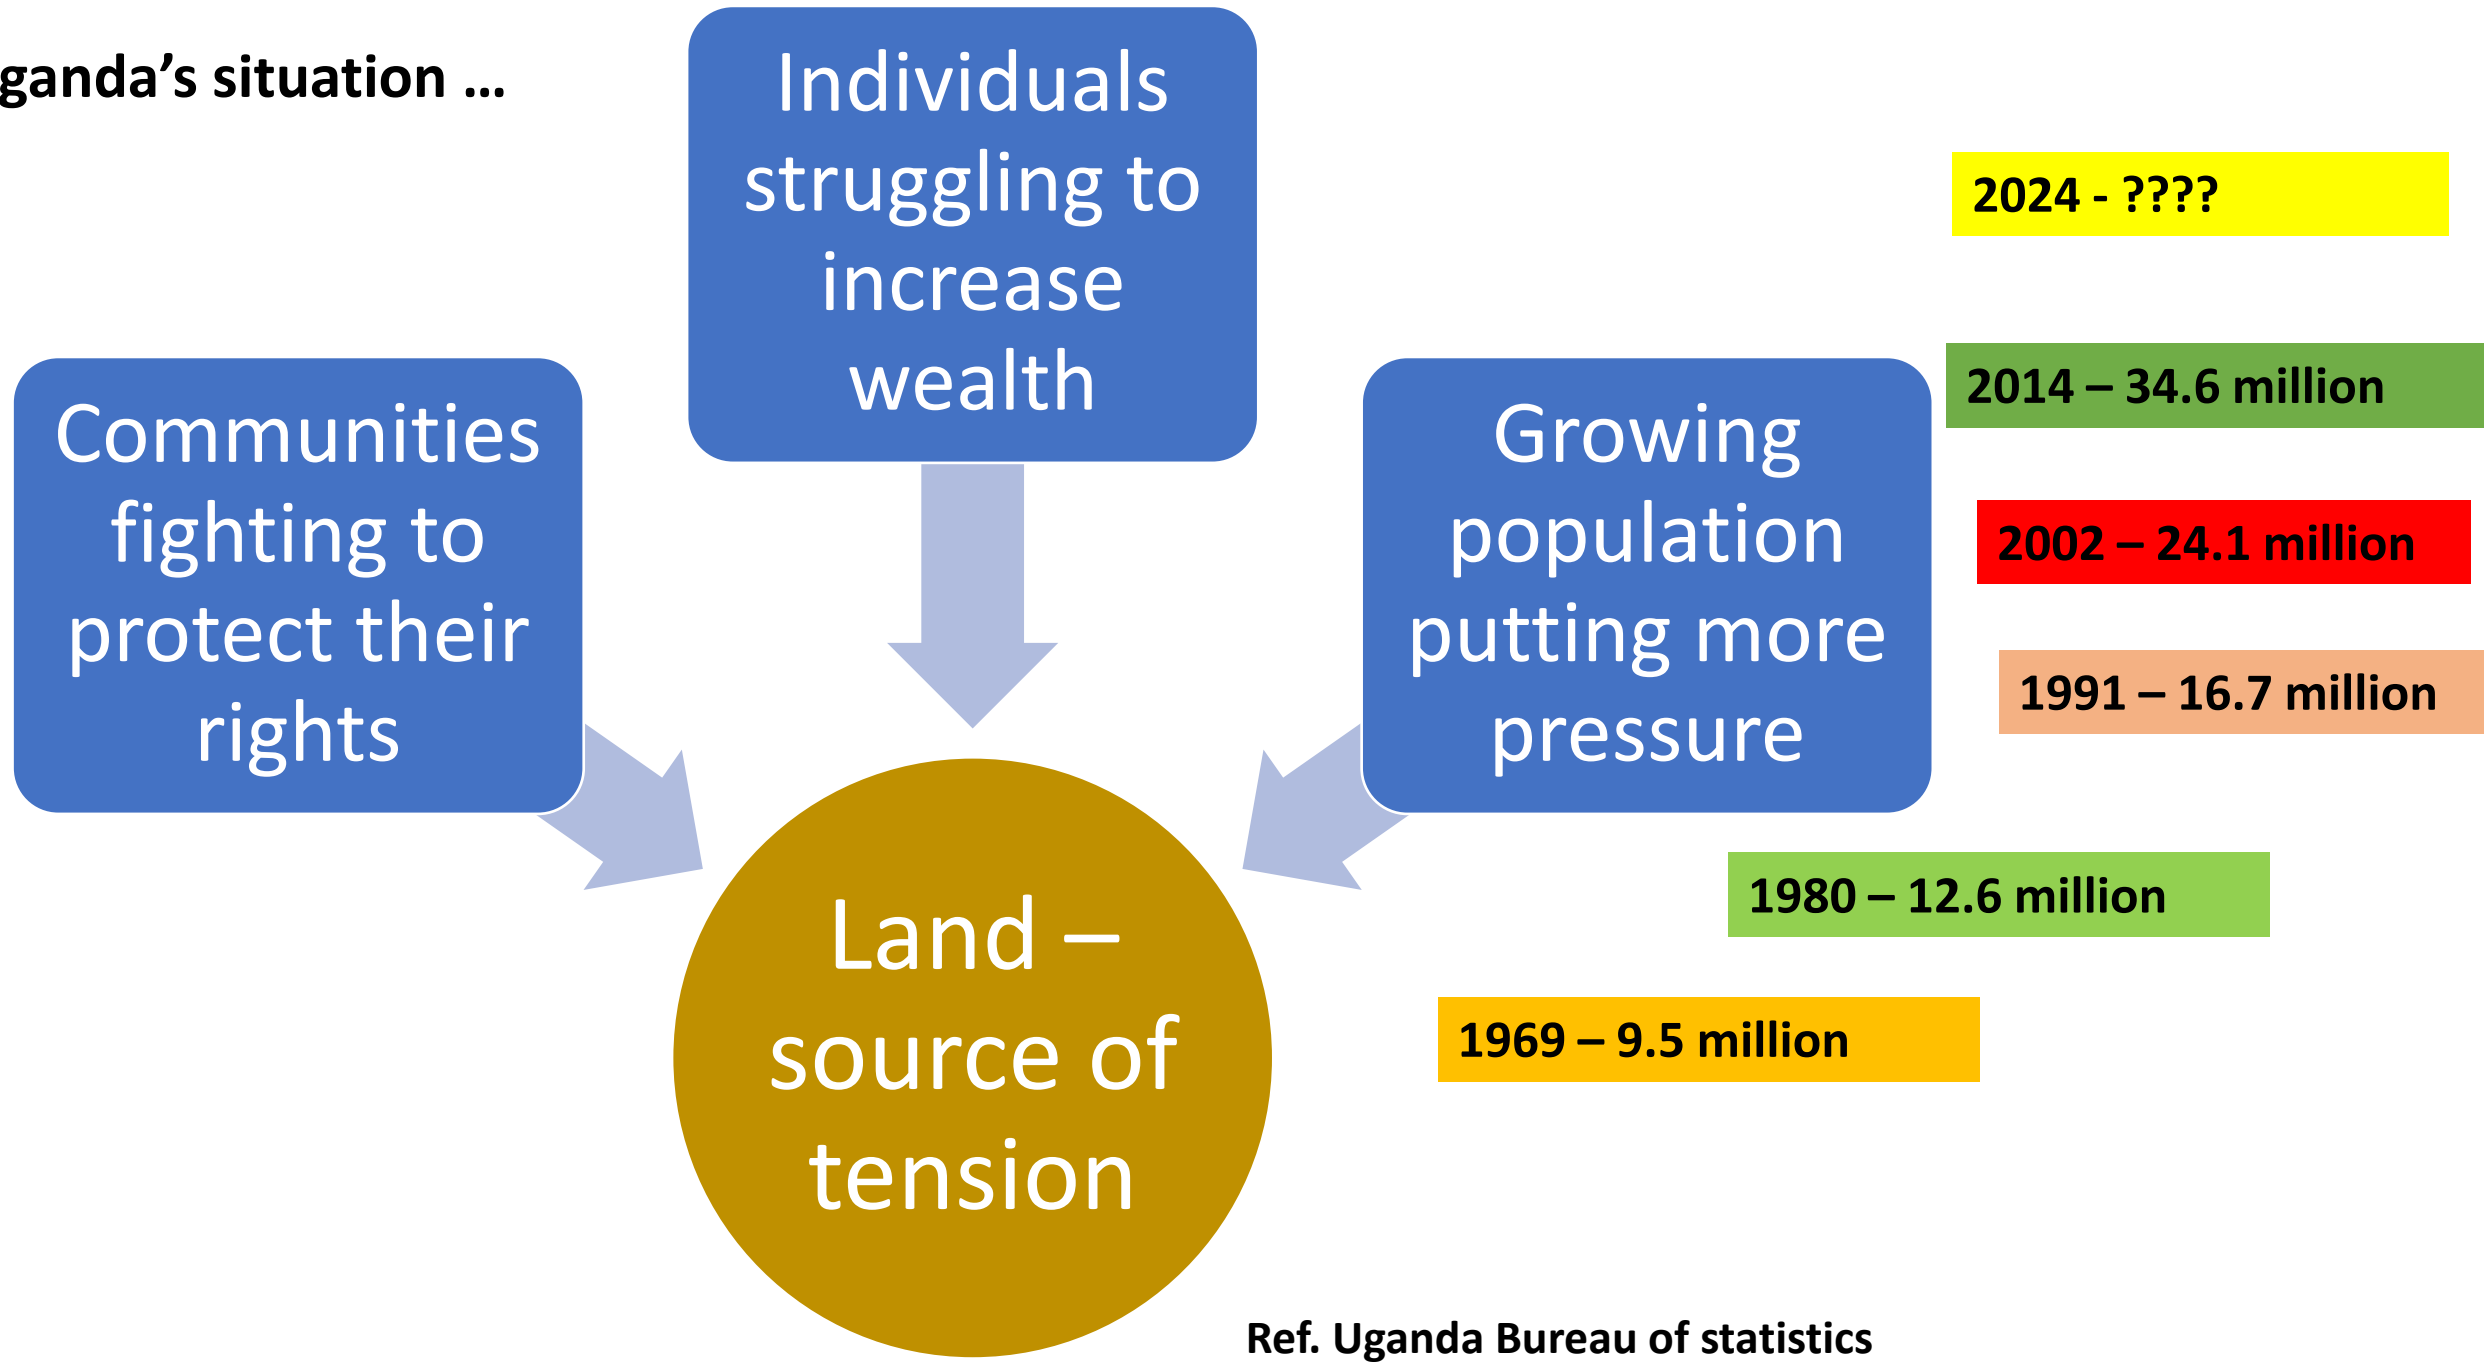 ganda’s situation …
Individuals
struggling to
increase
wealth
Communities
fighting to
protect their
rights
Growing
population
putting more
pressure
Land –
source of
tension
2024 - ????
2014 – 34.6 million
2002 – 24.1 million
1991 – 16.7 million
1980 – 12.6 million
1969 – 9.5 million
Ref. Uganda Bureau of statistics